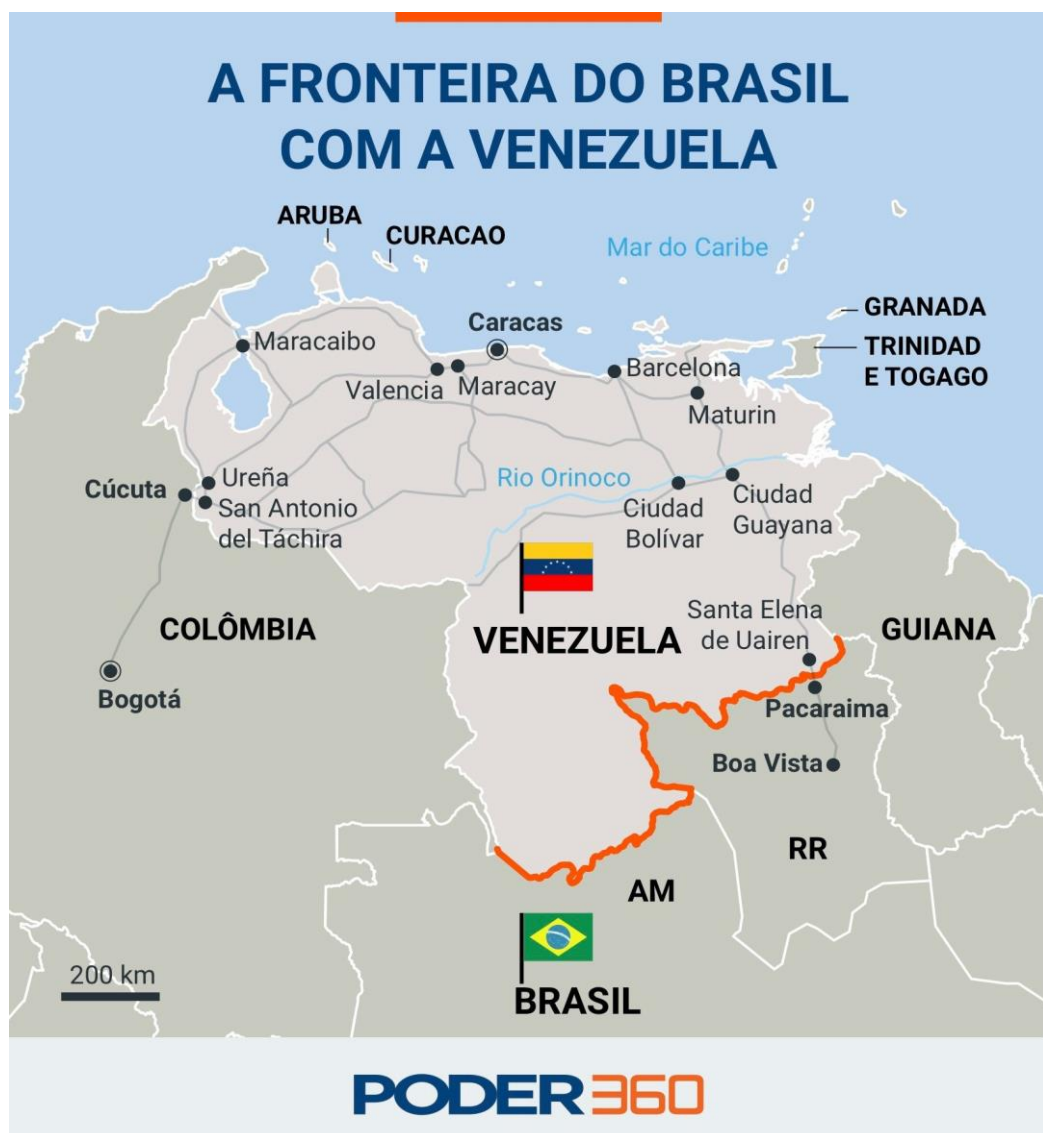 A FRONTEIRA DO BRASIL
COM A VENEZUELA
ARUBA
CURACAO
Mar do Caribe
GRANADA
TRINIDAD
E TOGAGO
Caracas
Maracaibo
Valencia
Maracay
Barcelona
Maturin
Rio Orinoco
Ureña
Cúcuta
San Antonio
del Táchira
Ciudad
Bolívar
Ciudad
Guayana
COLÔMBIA
VENEZUELA
Santa Elena
de Uairen
GUIANA
Bogotá
Pacaraima
Boa Vista
RR
AM
200 km
BRASIL
PODER360